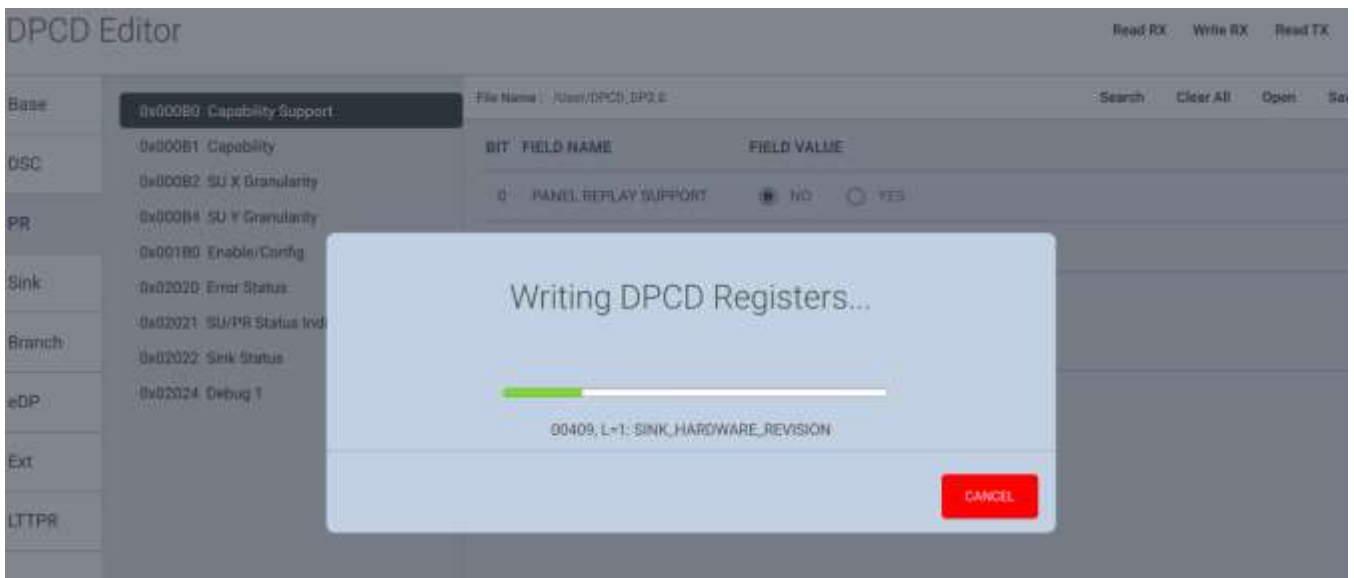 DPCD Editor
Read RX Write RX Read TX
Base
DSC
PR
Sink
Branch
eDP
Ext
LTTPR
0x000B0 Capability Support
0x000B1 Capability
0x000B2 SU X Granularity
0x000B4 SU Y Granularity
0x001B0 Enable/Config
0x02020 Error Status
0x02021 SU/PR Status Indi
0x02022 Sink Status
0x02024 Debug 1
File Name : /User/DPCD_DP2.0
Search Clear All Open Sav
BIT FIELD NAME FIELD VALUE
0 PANEL REPLAY SUPPORT NO YES
Writing DPCD Registers...
00409, L=1: SINK_HARDWARE_REVISION
CANCEL